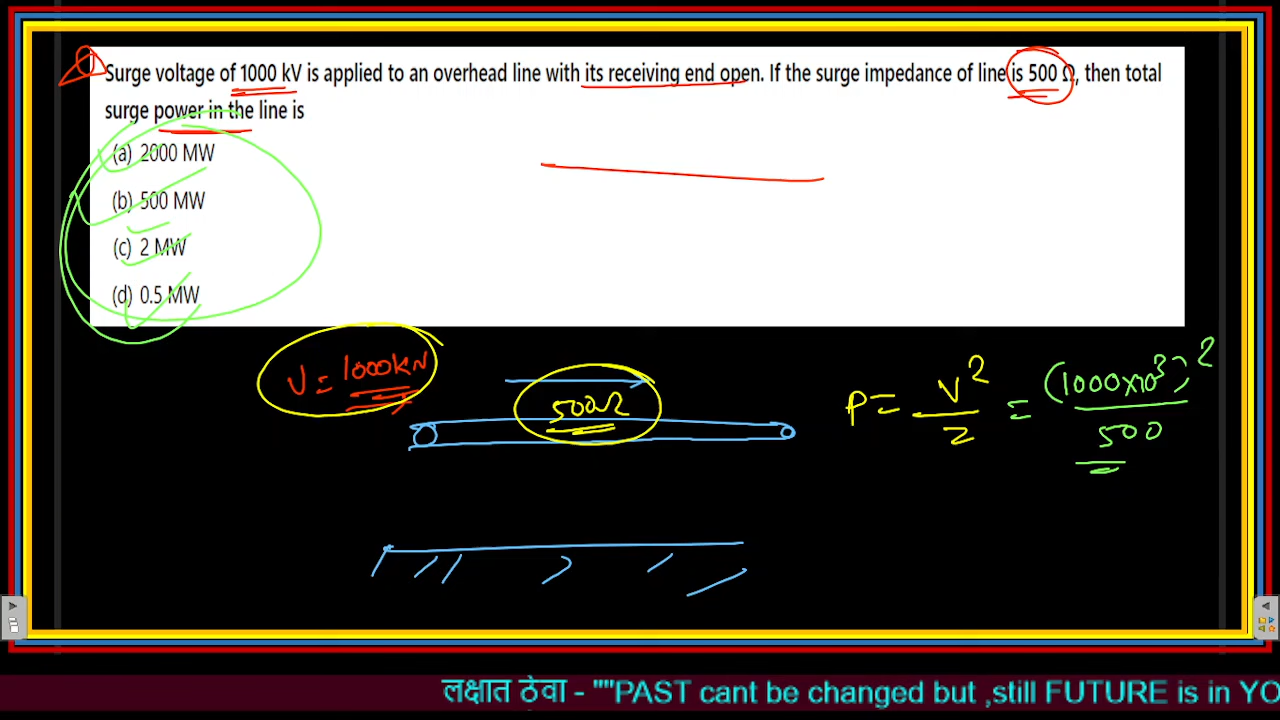 Surge voltage of 1000 kV is applied to an overhead line with its receiving end open. If the surge impedance of line is 500 Ω, then total
surge power in the line is
(a) 2000 MW
(b) 500 MW
(c) 2 MW
(d) 0.5 MW
V = 1000kV
500Ω
P = V² / Z = (1000×10³)² / 500
लक्षात ठेवा - ""PAST cant be changed but ,still FUTURE is in YO